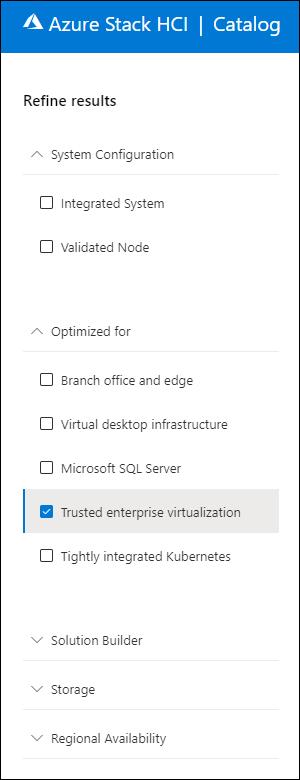 Azure Stack HCI | Catalog
Refine results
System Configuration
Integrated System
Validated Node
Optimized for
Branch office and edge
Virtual desktop infrastructure
Microsoft SQL Server
Trusted enterprise virtualization
Tightly integrated Kubernetes
Solution Builder
Storage
Regional Availability